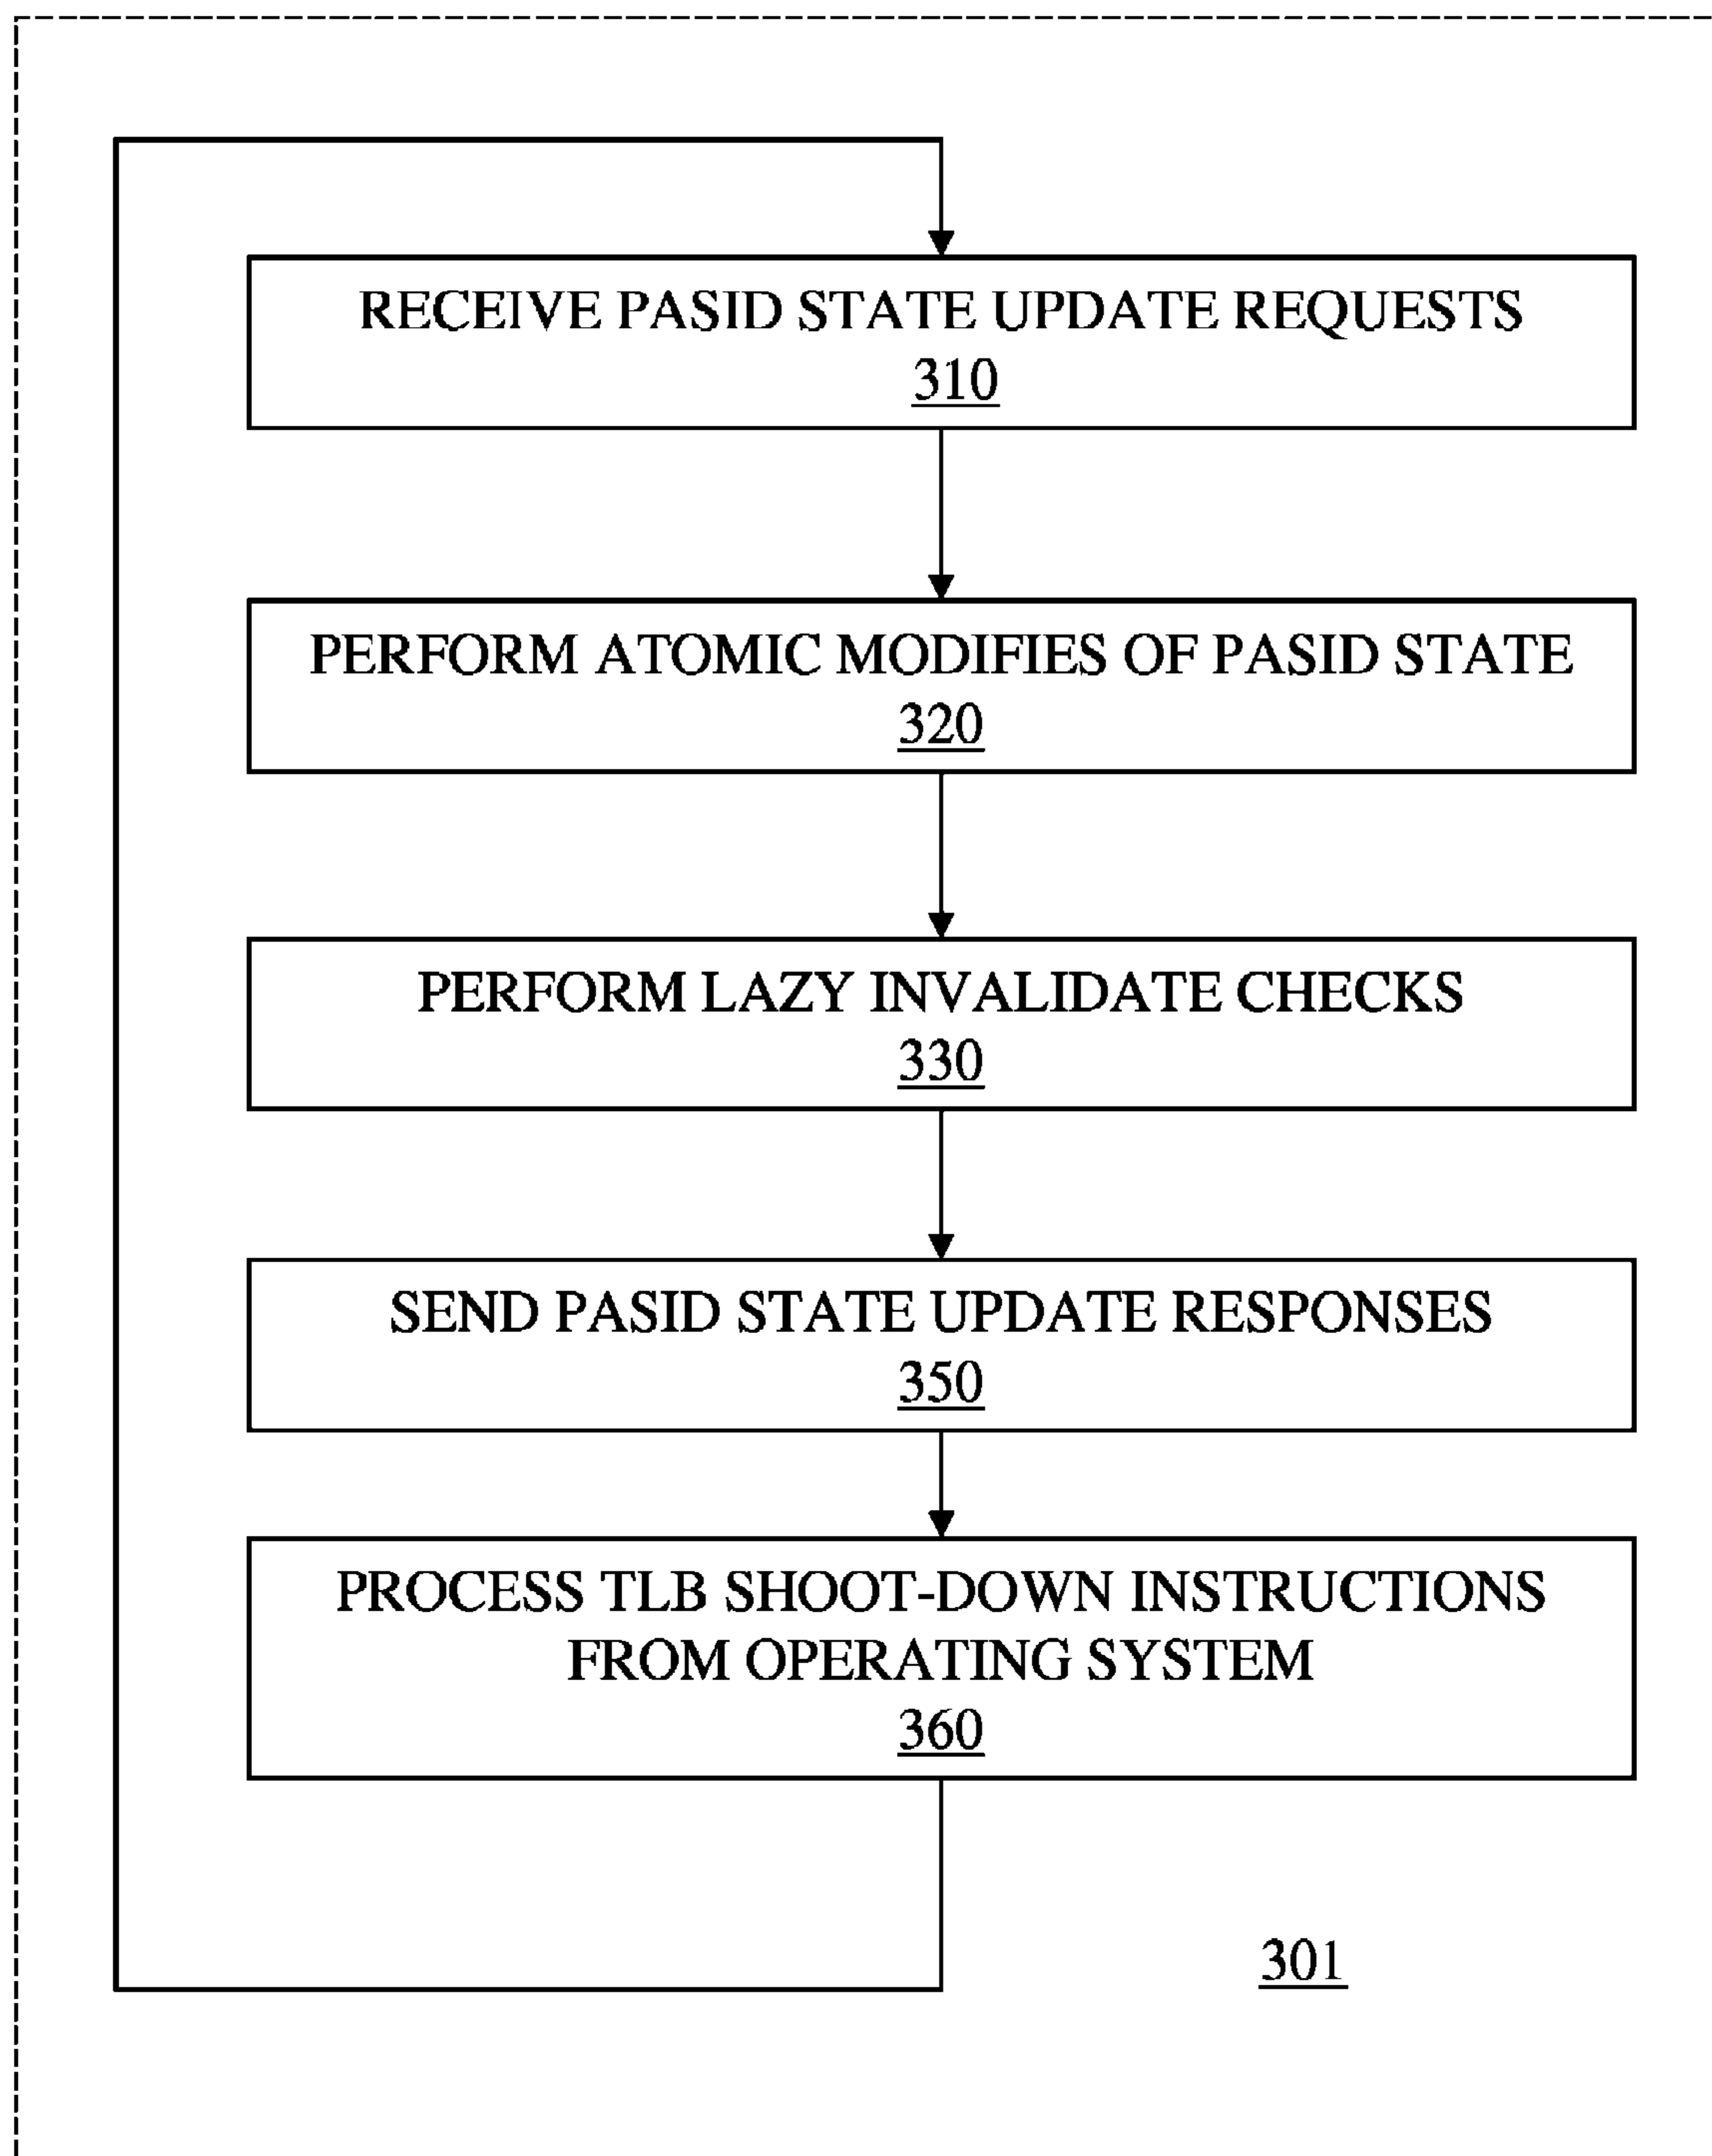 RECEIVE PASID STATE UPDATE REQUESTS
310
PERFORM ATOMIC MODIFIES OF PASID STATE
320
PERFORM LAZY INVALIDATE CHECKS
330
SEND PASID STATE UPDATE RESPONSES
350
PROCESS TLB SHOOT-DOWN INSTRUCTIONS
FROM OPERATING SYSTEM
360
301